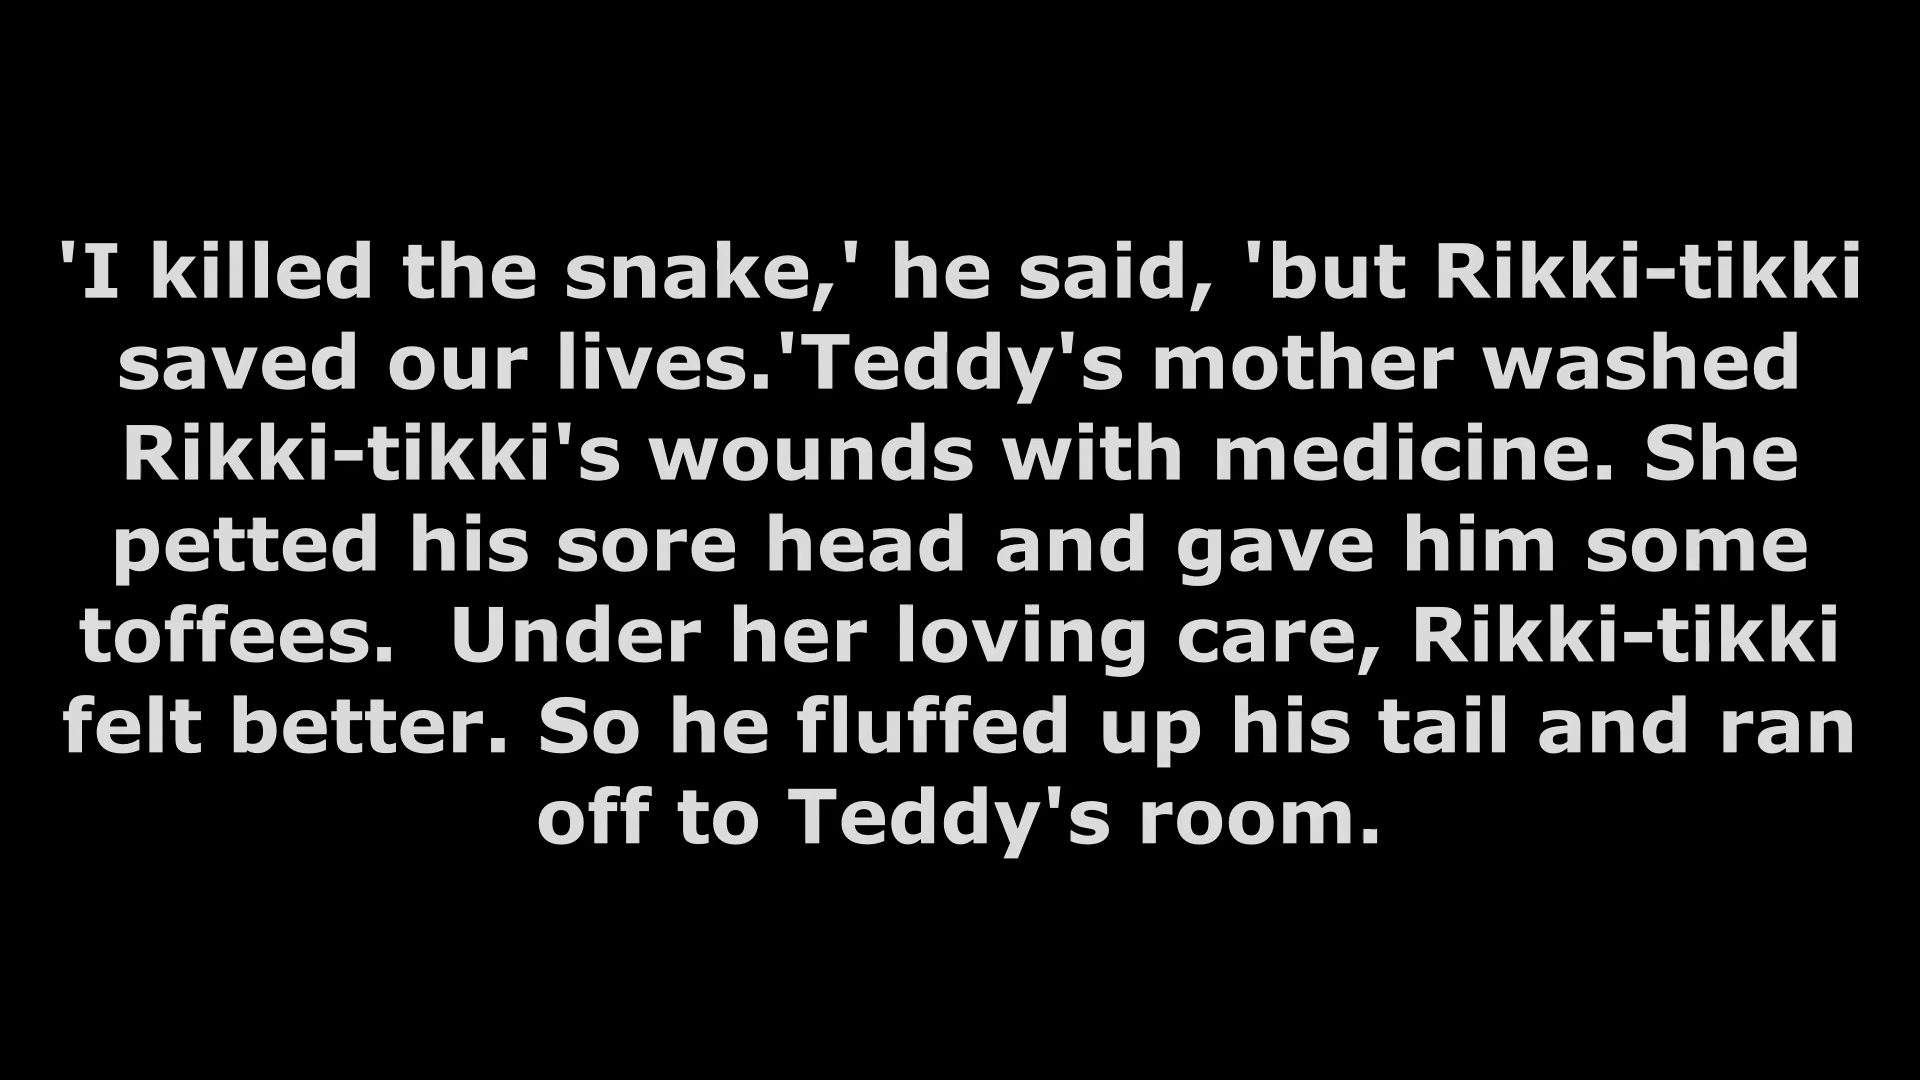 'I killed the snake,' he said, 'but Rikki-tikki
saved our lives.'Teddy's mother washed
Rikki-tikki's wounds with medicine. She
petted his sore head and gave him some
toffees.  Under her loving care, Rikki-tikki
felt better. So he fluffed up his tail and ran
off to Teddy's room.